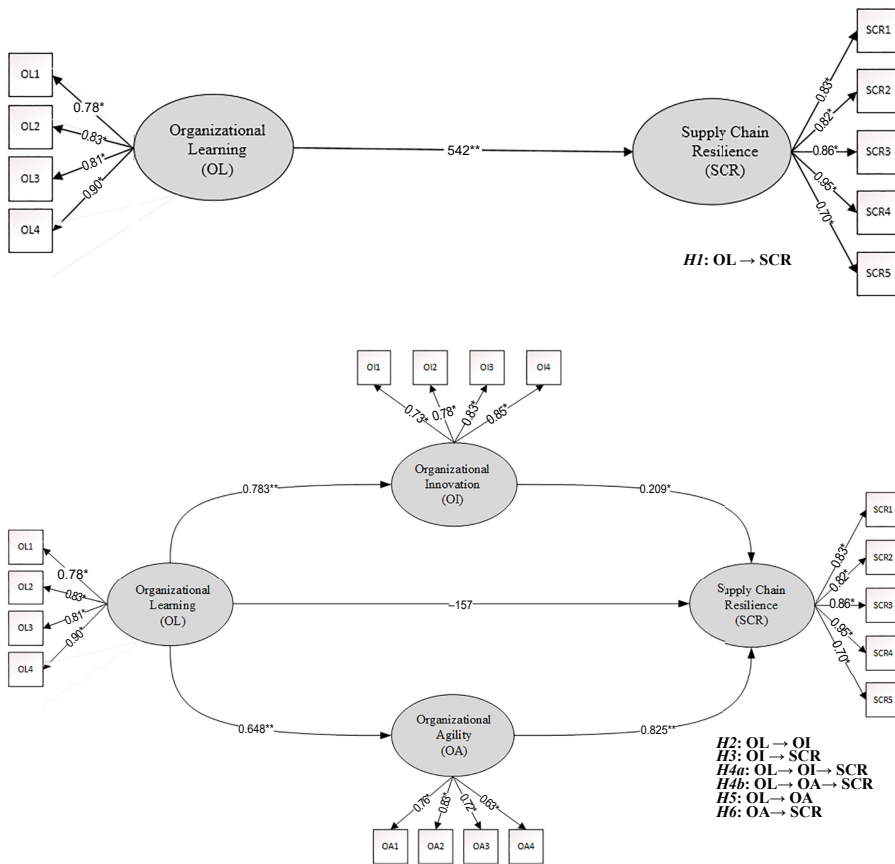 OL1
OL2
OL3
OL4
0.78*
0.83*
0.81*
0.90*
Organizational
Learning
(OL)
542**
Supply Chain
Resilience
(SCR)
0.83*
0.82*
0.86*
0.95*
0.70*
SCR1
SCR2
SCR3
SCR4
SCR5
H1: OL → SCR
OI1
OI2
OI3
OI4
0.73*
0.78*
0.83*
0.85*
Organizational
Innovation
(OI)
0.783**
0.209*
OL1
OL2
OL3
OL4
0.78*
0.83*
0.81*
0.90*
Organizational
Learning
(OL)
–157
Supply Chain
Resilience
(SCR)
0.83*
0.82*
0.86*
0.95*
0.70*
SCR1
SCR2
SCR3
SCR4
SCR5
0.648**
0.825**
Organizational
Agility
(OA)
0.76*
0.83*
0.72*
0.63*
OA1
OA2
OA3
OA4
H2: OL → OI
H3: OI → SCR
H4a: OL → OI → SCR
H4b: OL → OA → SCR
H5: OL → OA
H6: OA → SCR